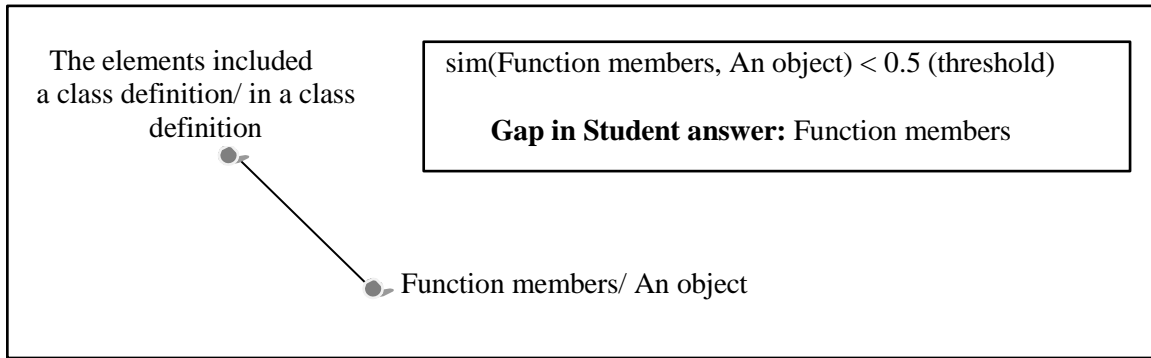 The elements included
a class definition/ in a class
definition
sim(Function members, An object) < 0.5 (threshold)
Gap in Student answer: Function members
Function members/ An object